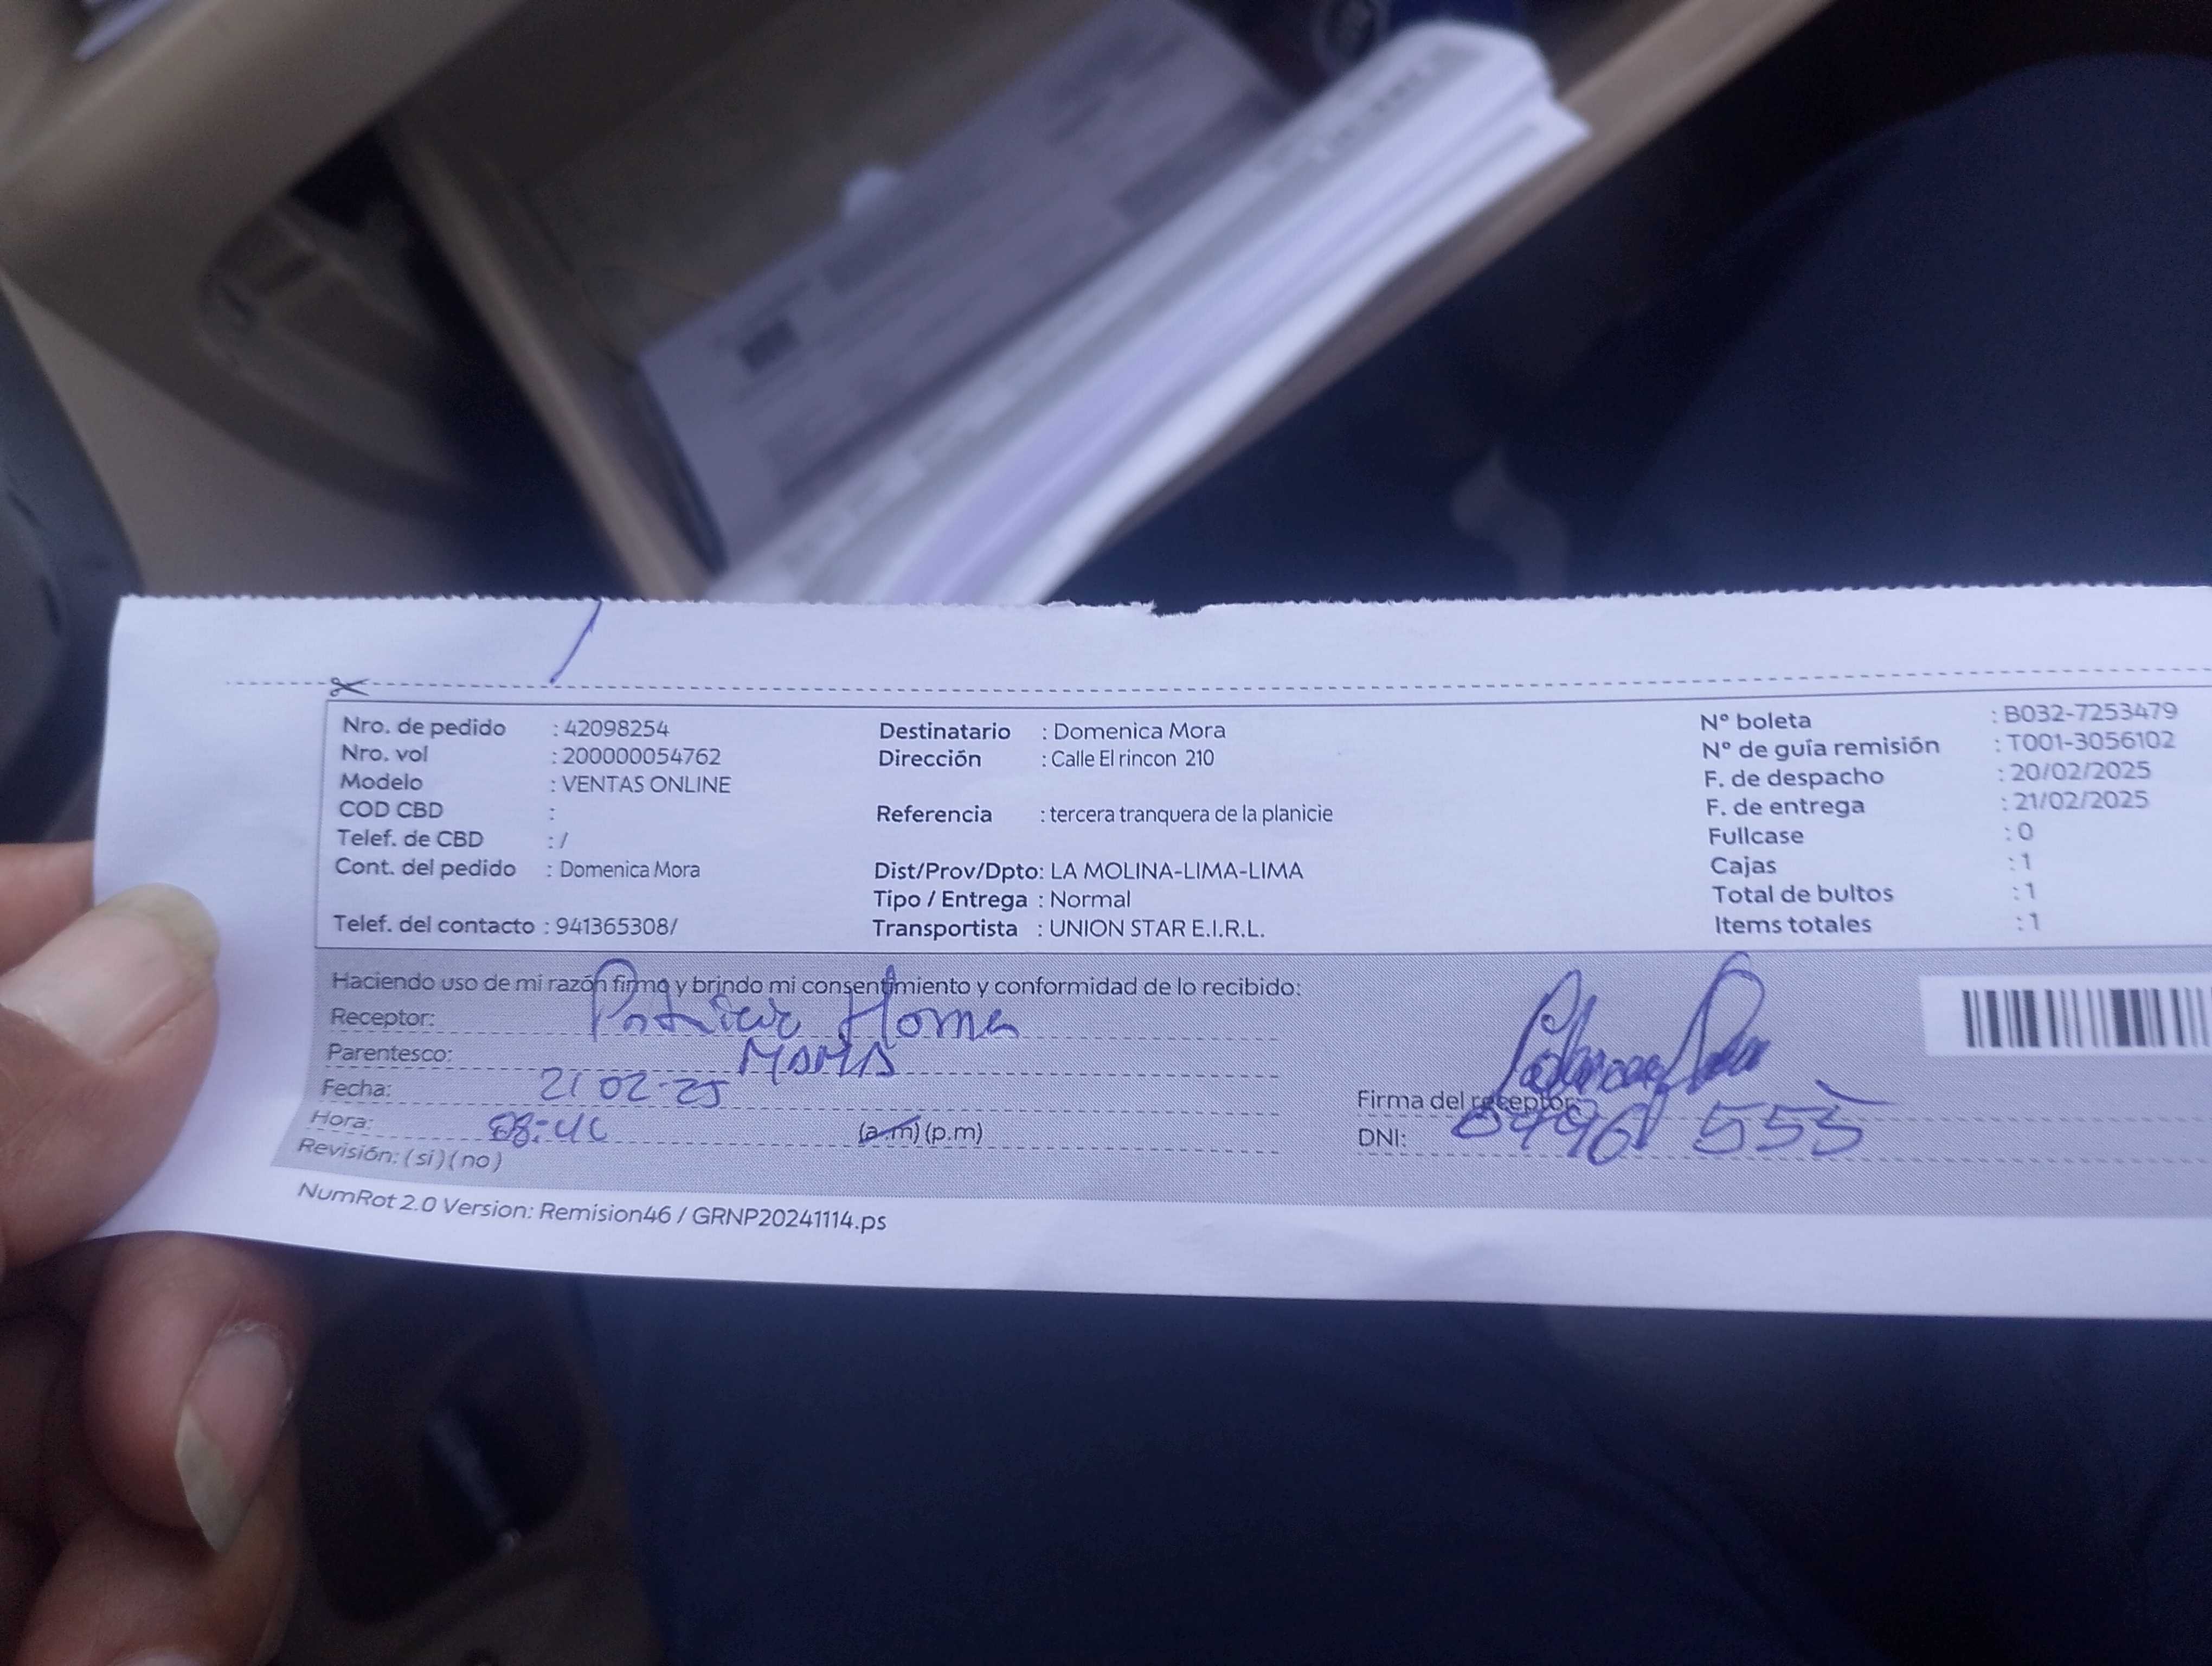 Nro. de pedido : 42098254
Nro. vol : 200000054762
Modelo : VENTAS ONLINE
COD CBD :
Telef. de CBD : /
Cont. del pedido : Domenica Mora
Telef. del contacto : 941365308/
Destinatario : Domenica Mora
Dirección : Calle El rincon 210
Referencia : tercera tranquera de la planicie
Dist/Prov/Dpto: LA MOLINA-LIMA-LIMA
Tipo / Entrega : Normal
Transportista : UNION STAR E.I.R.L.
N° boleta : B032-7253479
N° de guía remisión : T001-3056102
F. de despacho : 20/02/2025
F. de entrega : 21/02/2025
Fullcase : 0
Cajas : 1
Total de bultos : 1
Items totales : 1
Haciendo uso de mi razón firmo y brindo mi consentimiento y conformidad de lo recibido:
Receptor:
Parentesco: MAMA
Fecha: 21 02-25
Hora: (a.m) (p.m)
Revisión: (si) (no)
Firma del receptor:
DNI:
NumRot 2.0 Version: Remision46 / GRNP20241114.ps